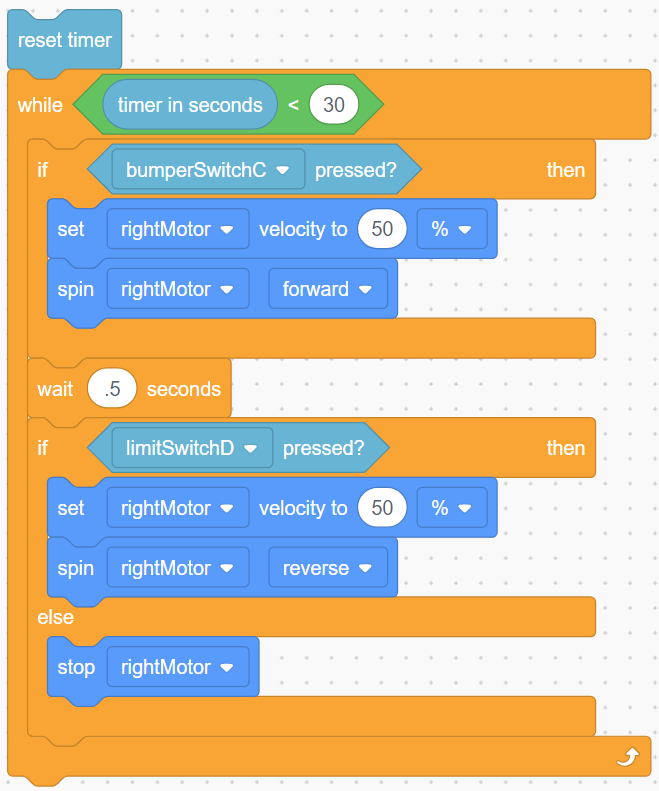 reset timer
while timer in seconds < 30
if bumperSwitchC pressed? then
set rightMotor velocity to 50 %
spin rightMotor forward
wait .5 seconds
if limitSwitchD pressed? then
set rightMotor velocity to 50 %
spin rightMotor reverse
else
stop rightMotor